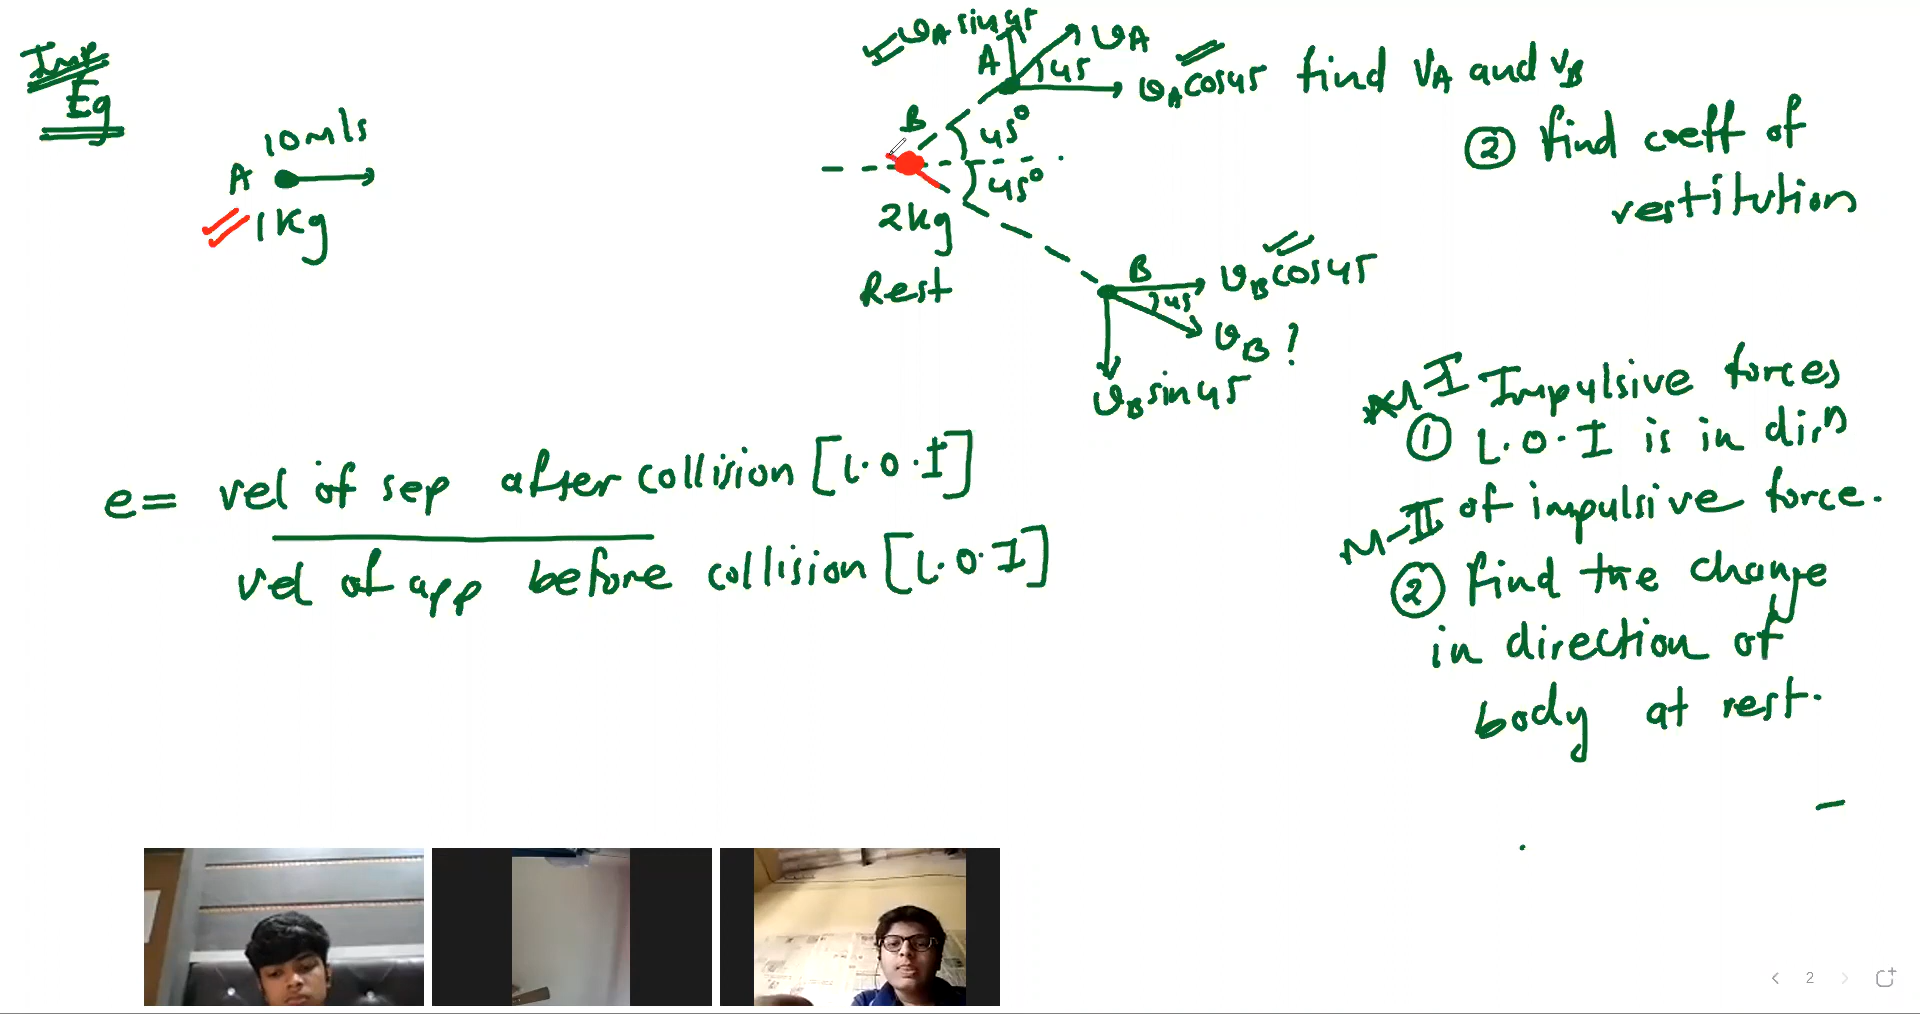 Imp
Eg
10m/s
A
1Kg
B
45°
45°
2kg
Rest
vA sin45
A
vA
45
vA cos45
find vA and vB
② find coeff of
restitution
B
vB cos45
45
vB ?
vB sin45
e = vel of sep after collision [L.O.I]
vel of app before collision [L.O.I]
M-I Impulsive forces
① L.O.I is in dirn
of impulsive force.
M-II
② find the change
in direction of
body at rest.
2